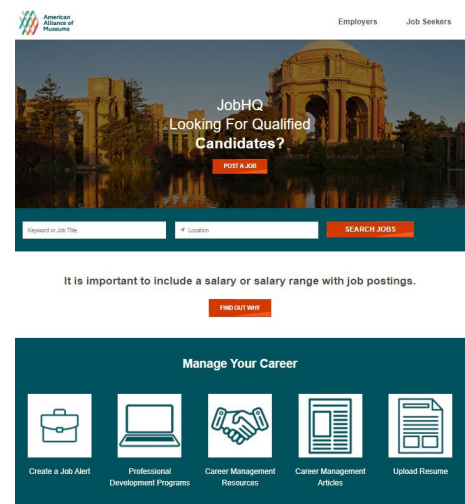 American
Alliance of
Museums
Employers
Job Seekers
JobHQ
Looking For Qualified
Candidates?
POST A JOB
Keyword or Job Title
Location
SEARCH JOBS
It is important to include a salary or salary range with job postings.
FIND OUT WHY
Manage Your Career
Create a Job Alert
Professional
Development Programs
Career Management
Resources
Career Management
Articles
Upload Resume